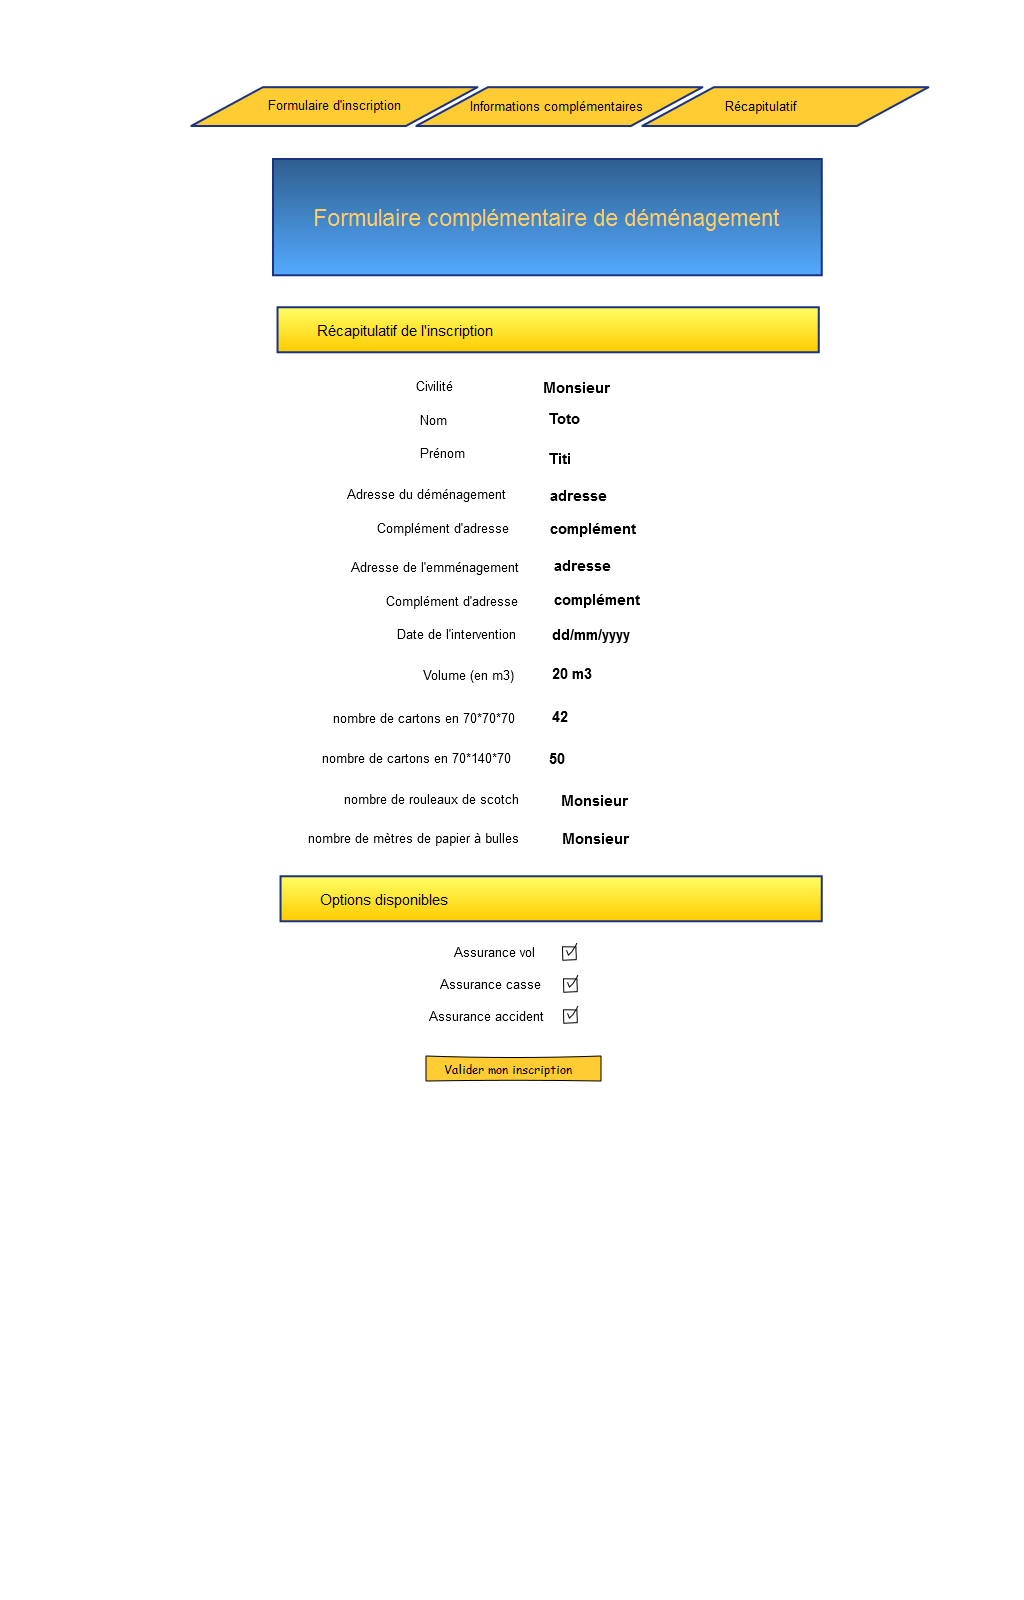 Formulaire d'inscription Informations complémentaires Récapitulatif
Formulaire complémentaire de déménagement
Récapitulatif de l'inscription
Civilité Monsieur
Nom Toto
Prénom Titi
Adresse du déménagement adresse
Complément d'adresse complément
Adresse de l'emménagement adresse
Complément d'adresse complément
Date de l'intervention dd/mm/yyyy
Volume (en m3) 20 m3
nombre de cartons en 70*70*70 42
nombre de cartons en 70*140*70 50
nombre de rouleaux de scotch Monsieur
nombre de mètres de papier à bulles Monsieur
Options disponibles
Assurance vol
Assurance casse
Assurance accident
Valider mon inscription